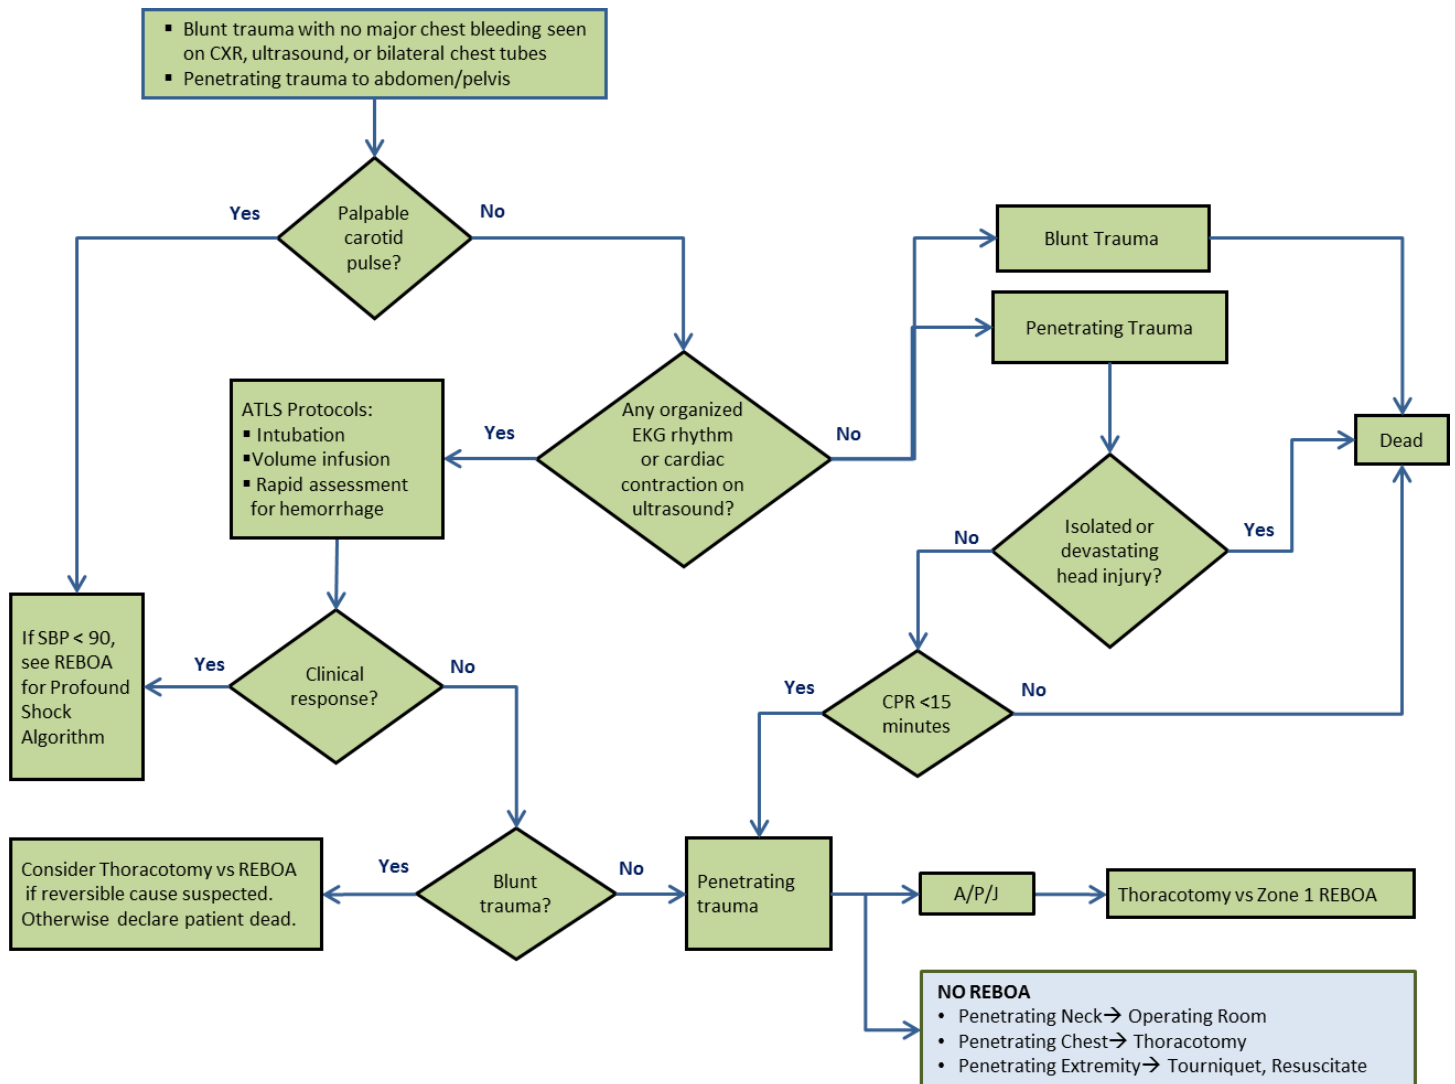 ▪ Blunt trauma with no major chest bleeding seen
on CXR, ultrasound, or bilateral chest tubes
▪ Penetrating trauma to abdomen/pelvis
Yes
Palpable
carotid
pulse?
No
Blunt Trauma
Penetrating Trauma
ATLS Protocols:
▪ Intubation
▪Volume infusion
▪ Rapid assessment
for hemorrhage
Yes
Any organized
EKG rhythm
or cardiac
contraction on
ultrasound?
No
Dead
No
Isolated or
devastating
head injury?
Yes
If SBP < 90,
see REBOA
for Profound
Shock
Algorithm
Yes
Clinical
response?
No
Yes
CPR <15
minutes
No
Consider Thoracotomy vs REBOA
if reversible cause suspected.
Otherwise declare patient dead.
Yes
Blunt
trauma?
No
Penetrating
trauma
A/P/J
Thoracotomy vs Zone 1 REBOA
NO REBOA
• Penetrating Neck→ Operating Room
• Penetrating Chest→ Thoracotomy
• Penetrating Extremity→ Tourniquet, Resuscitate